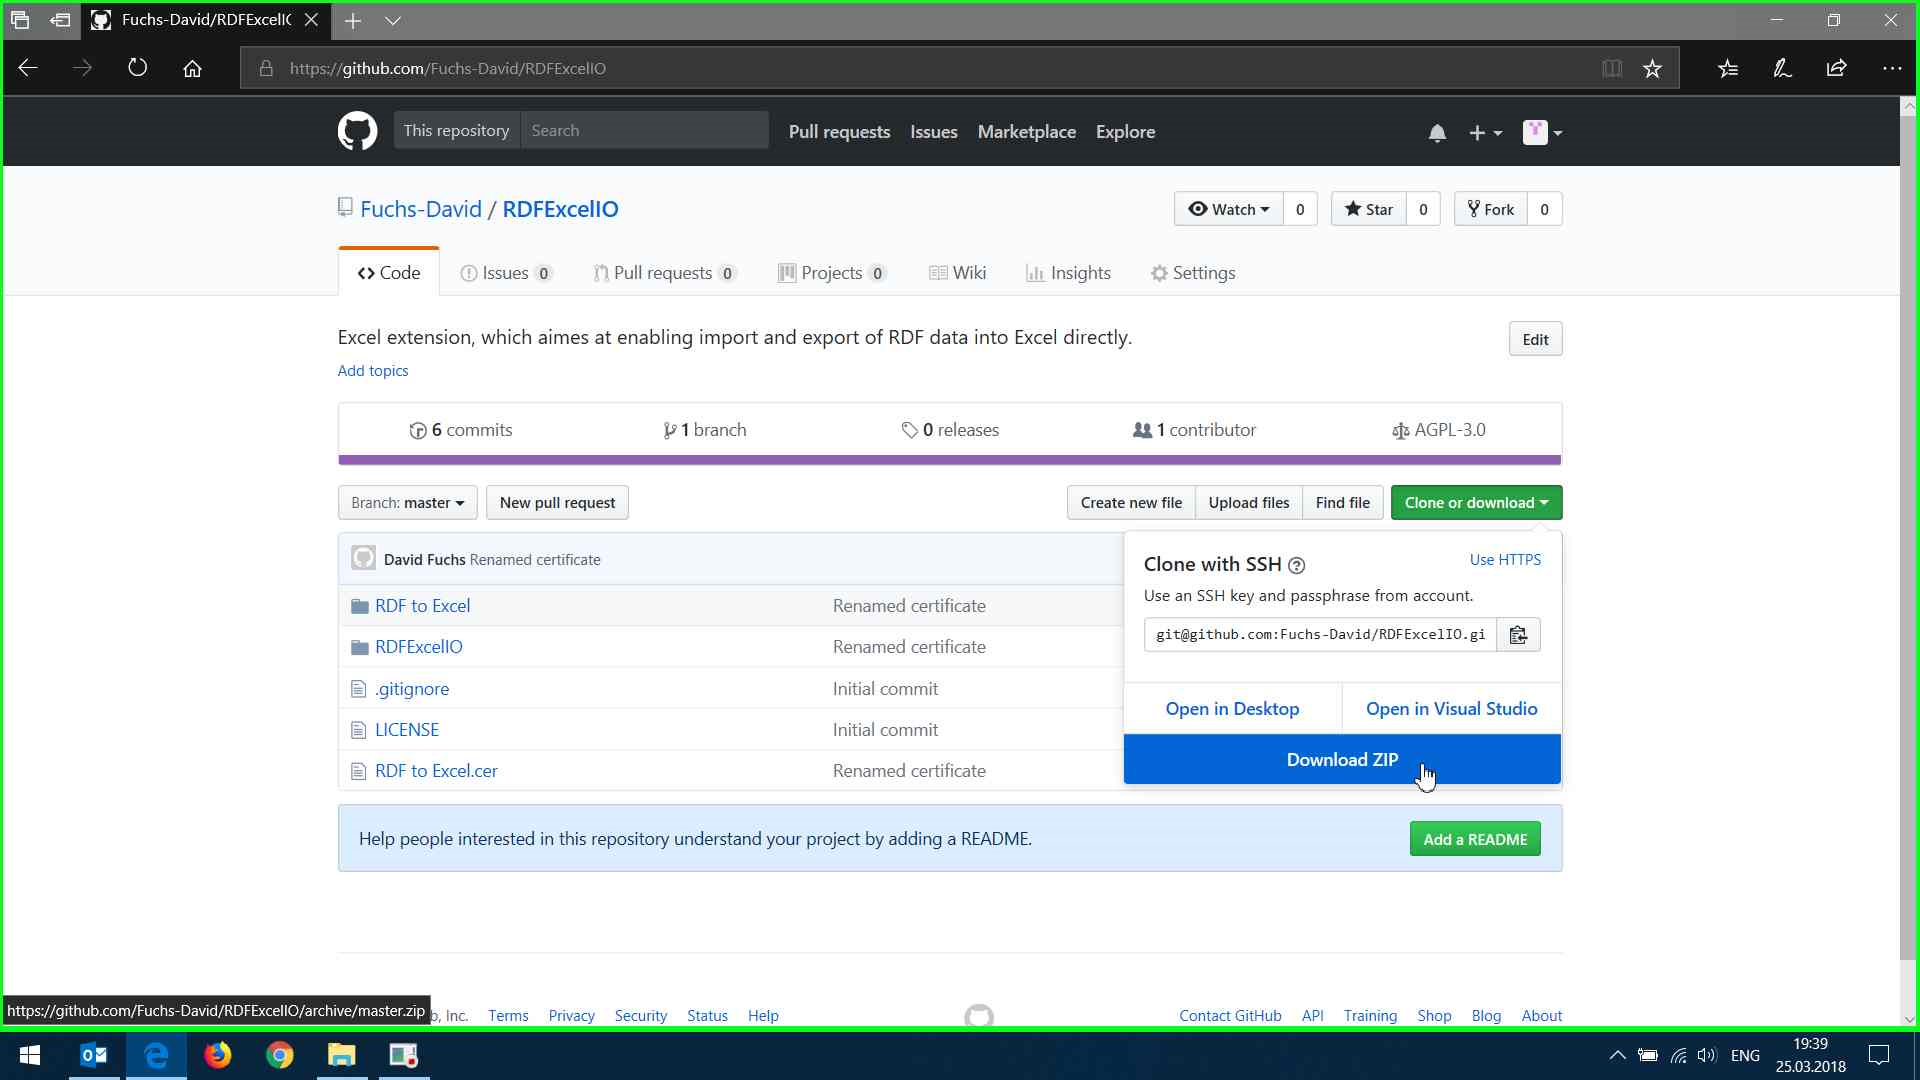 Fuchs-David/RDFExcelIO
https://github.com/Fuchs-David/RDFExcelIO
This repository Search Pull requests Issues Marketplace Explore
Fuchs-David / RDFExcelIO
Watch 0 Star 0 Fork 0
Code Issues 0 Pull requests 0 Projects 0 Wiki Insights Settings
Excel extension, which aimes at enabling import and export of RDF data into Excel directly.
Edit
Add topics
6 commits 1 branch 0 releases 1 contributor AGPL-3.0
Branch: master New pull request Create new file Upload files Find file Clone or download
David Fuchs Renamed certificate
RDF to Excel Renamed certificate
RDFExcelIO Renamed certificate
.gitignore Initial commit
LICENSE Initial commit
RDF to Excel.cer Renamed certificate
Clone with SSH Use HTTPS
Use an SSH key and passphrase from account.
git@github.com:Fuchs-David/RDFExcelIO.gi
Open in Desktop Open in Visual Studio
Download ZIP
Help people interested in this repository understand your project by adding a README.
Add a README
https://github.com/Fuchs-David/RDFExcelIO/archive/master.zip
b, Inc. Terms Privacy Security Status Help Contact GitHub API Training Shop Blog About
ENG
19:39
25.03.2018